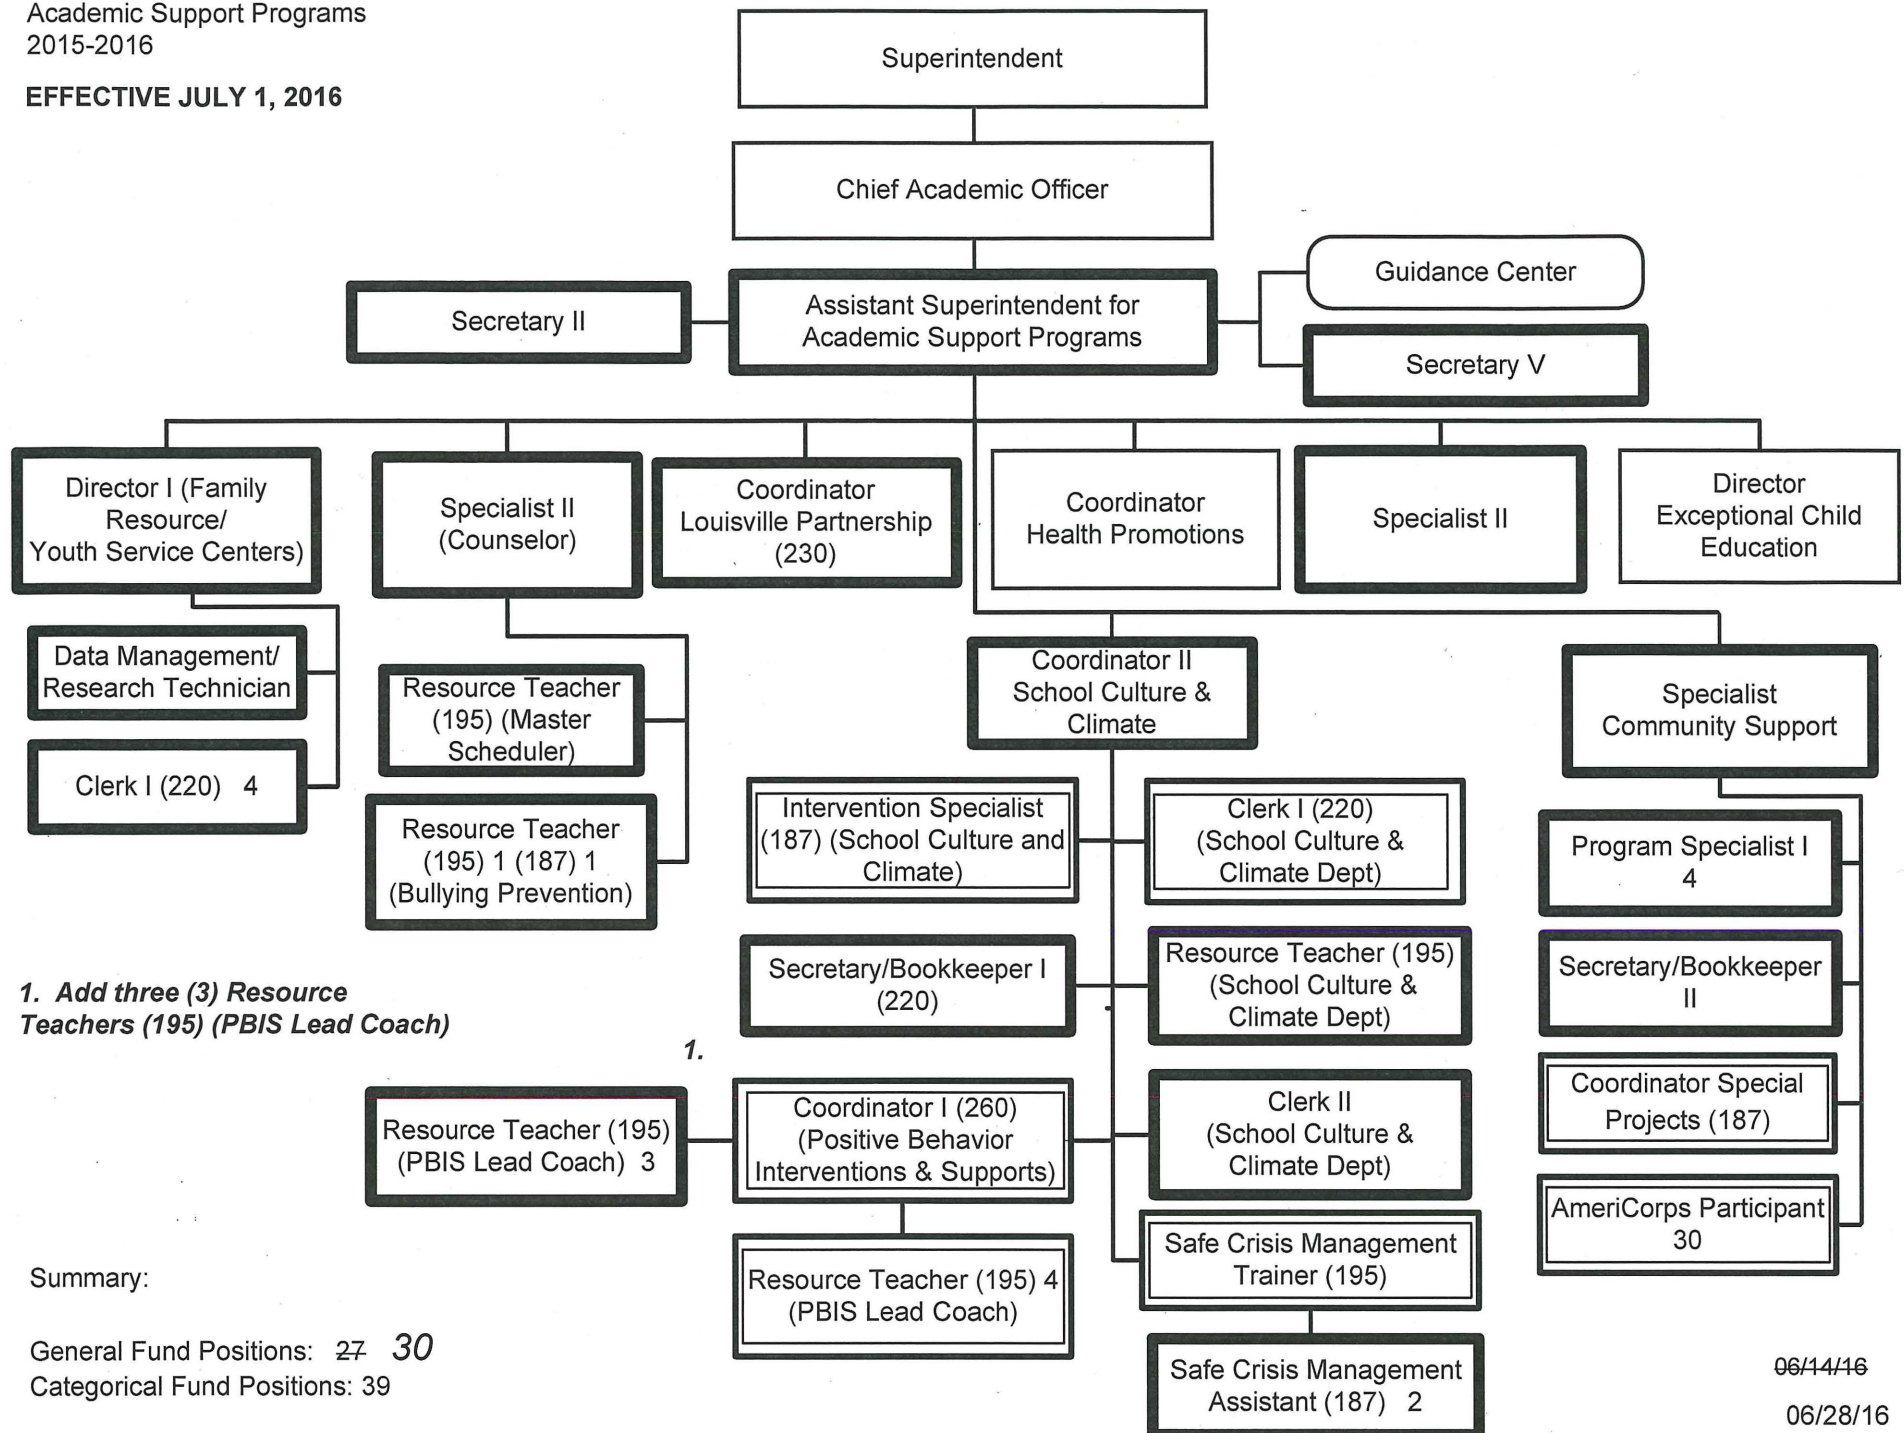 Academic Support Programs
2015-2016
EFFECTIVE JULY 1, 2016
Superintendent
Chief Academic Officer
Secretary II
Assistant Superintendent for
Academic Support Programs
Guidance Center
Secretary V
Director I (Family
Resource/
Youth Service Centers)
Specialist II
(Counselor)
Coordinator
Louisville Partnership
(230)
Coordinator
Health Promotions
Specialist II
Director
Exceptional Child
Education
Data Management/
Research Technician
Clerk I (220) 4
Resource Teacher
(195) (Master
Scheduler)
Resource Teacher
(195) 1 (187) 1
(Bullying Prevention)
Coordinator II
School Culture &
Climate
Specialist
Community Support
Intervention Specialist
(187) (School Culture and
Climate)
Clerk I (220)
(School Culture &
Climate Dept)
Secretary/Bookkeeper I
(220)
Resource Teacher (195)
(School Culture &
Climate Dept)
Program Specialist I
4
Secretary/Bookkeeper
II
Coordinator Special
Projects (187)
AmeriCorps Participant
30
1. Add three (3) Resource
Teachers (195) (PBIS Lead Coach)
1.
Resource Teacher (195)
(PBIS Lead Coach) 3
Coordinator I (260)
(Positive Behavior
Interventions & Supports)
Clerk II
(School Culture &
Climate Dept)
Resource Teacher (195) 4
(PBIS Lead Coach)
Safe Crisis Management
Trainer (195)
Safe Crisis Management
Assistant (187) 2
Summary:
General Fund Positions: 27 30
Categorical Fund Positions: 39
06/14/16
06/28/16